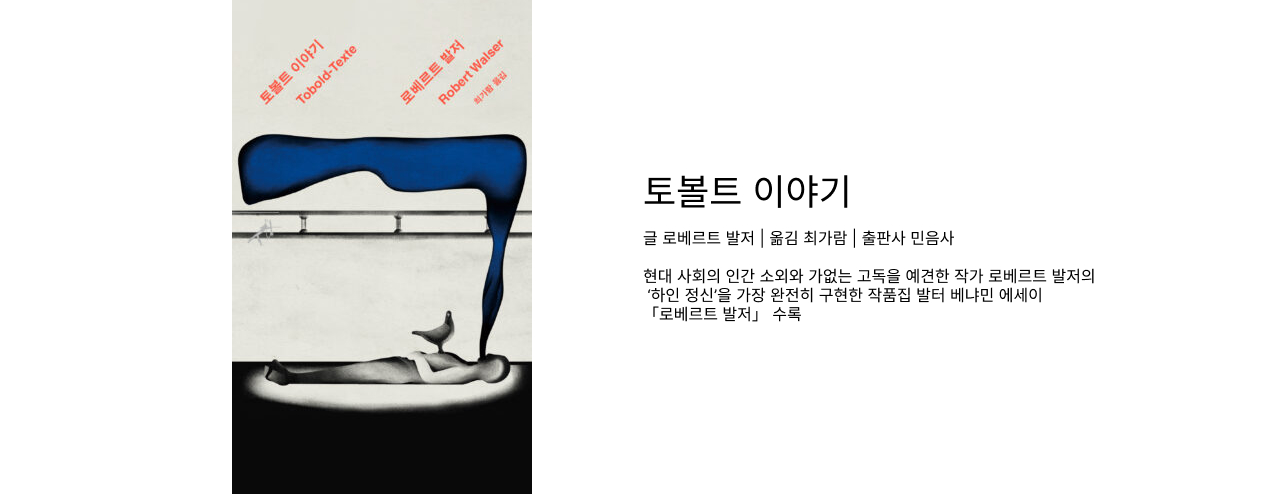 토볼트 이야기
Tobold-Texte
로베르트 발저
Robert Walser
최가람 옮김
토볼트 이야기
글 로베르트 발저 | 옮김 최가람 | 출판사 민음사
현대 사회의 인간 소외와 가없는 고독을 예견한 작가 로베르트 발저의
‘하인 정신’을 가장 완전히 구현한 작품집 발터 베냐민 에세이
「로베르트 발저」 수록